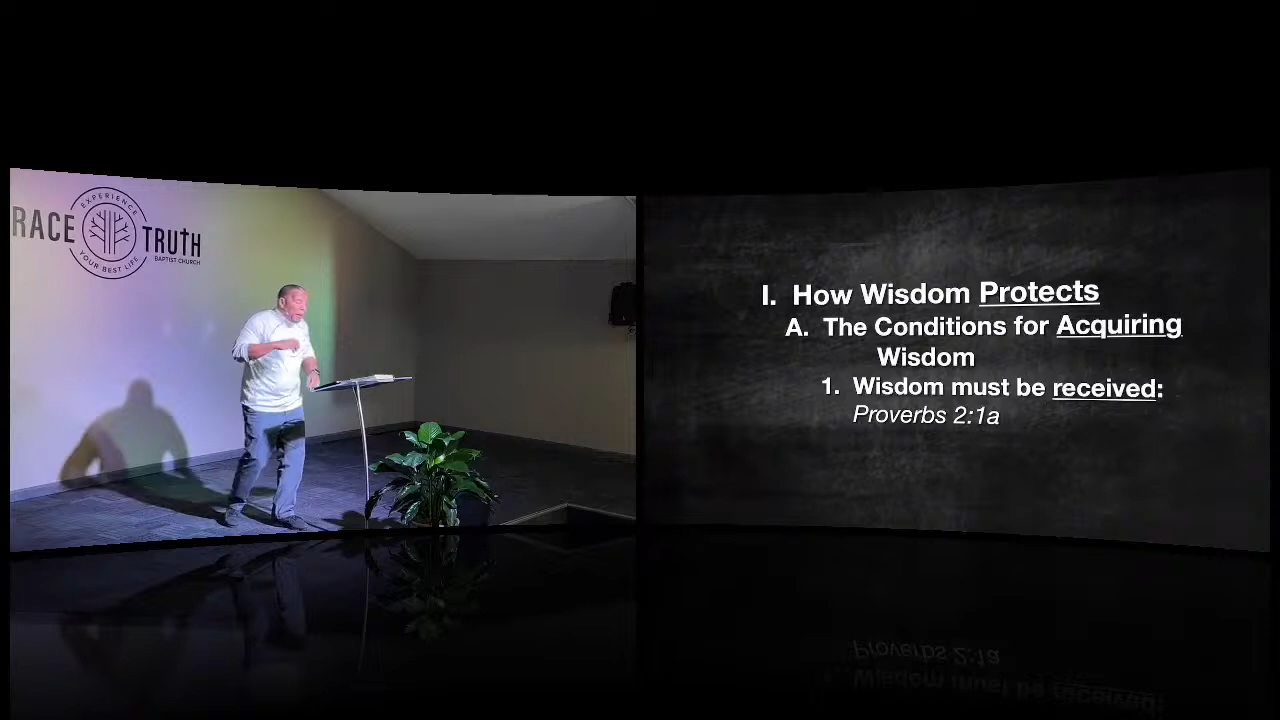 RACE
EXPERIENCE
YOUR BEST LIFE
TRUTH
BAPTIST CHURCH
I. How Wisdom Protects
A. The Conditions for Acquiring
Wisdom
1. Wisdom must be received:
Proverbs 2:1a